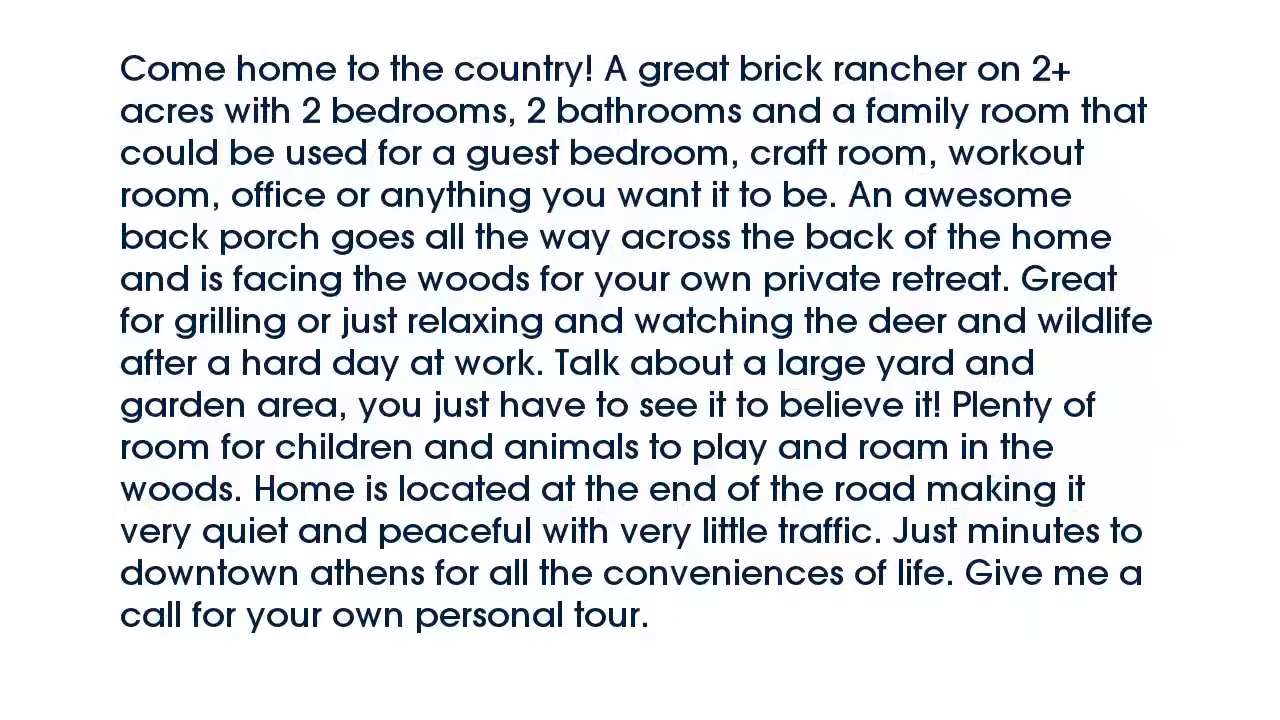 Come home to the country! A great brick rancher on 2+
acres with 2 bedrooms, 2 bathrooms and a family room that
could be used for a guest bedroom, craft room, workout
room, office or anything you want it to be. An awesome
back porch goes all the way across the back of the home
and is facing the woods for your own private retreat. Great
for grilling or just relaxing and watching the deer and wildlife
after a hard day at work. Talk about a large yard and
garden area, you just have to see it to believe it! Plenty of
room for children and animals to play and roam in the
woods. Home is located at the end of the road making it
very quiet and peaceful with very little traffic. Just minutes to
downtown athens for all the conveniences of life. Give me a
call for your own personal tour.